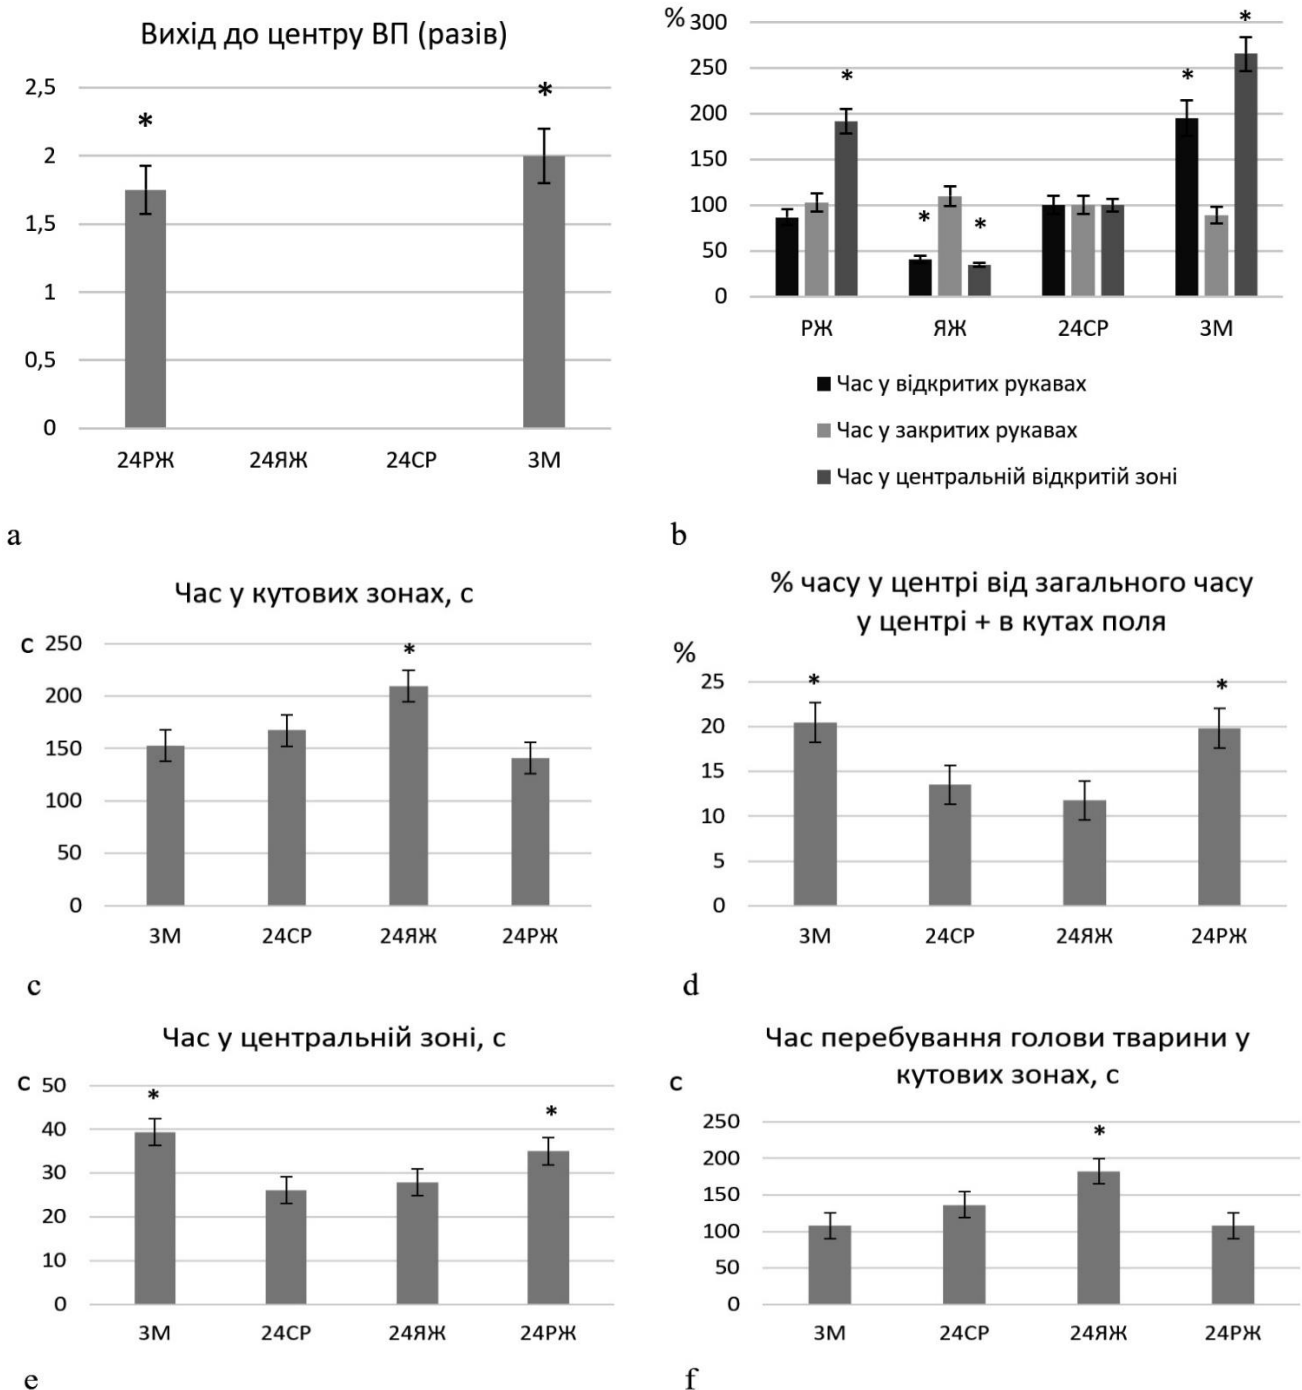 Вихід до центру ВП (разів)
2,5
2
1,5
1
0,5
0
*
*
24РЖ 24ЯЖ 24СР 3М
a
% 300
250
200
150
100
50
0
*
*
*
*
*
РЖ ЯЖ 24СР 3М
Час у відкритих рукавах
Час у закритих рукавах
Час у центральній відкритій зоні
b
Час у кутових зонах, с
с 250
200
150
100
50
0
*
3М 24СР 24ЯЖ 24РЖ
c
% часу у центрі від загального часу
у центрі + в кутах поля
%
25
20
15
10
5
0
*
*
3М 24СР 24ЯЖ 24РЖ
d
Час у центральній зоні, с
с 50
40
30
20
10
0
*
*
3М 24СР 24ЯЖ 24РЖ
e
Час перебування голови тварини у
кутових зонах, с
с
250
200
150
100
50
0
*
3М 24СР 24ЯЖ 24РЖ
f